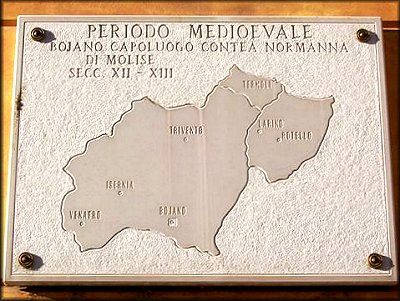 PERIODO MEDIOEVALE
BOJANO CAPOLUOGO CONTEA NORMANNA
DI MOLISE
SECC. XII - XIII
TERMOLI
TRIVENTO
LARINO
ROTELLO
ISERNIA
VENAFRO
BOJANO